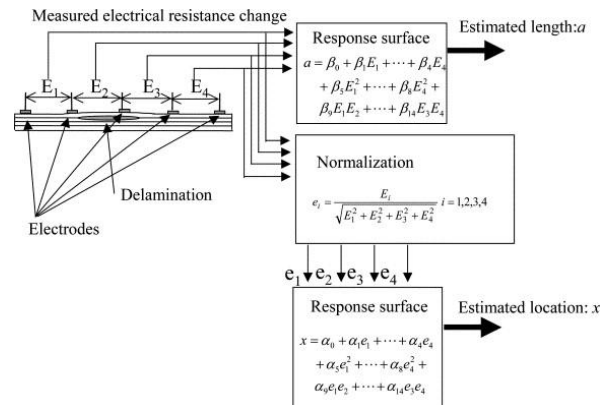 Measured electrical resistance change
E₁ E₂ E₃ E₄
Delamination
Electrodes
Response surface
a = β₀ + β₁E₁ + ⋯ + β₄E₄
+ β₅E₁² + ⋯ + β₈E₄² +
β₉E₁E₂ + ⋯ + β₁₄E₃E₄
Estimated length:a
Normalization
eᵢ = Eᵢ / √(E₁² + E₂² + E₃² + E₄²) i = 1,2,3,4
e₁ e₂ e₃ e₄
Response surface
x = α₀ + α₁e₁ + ⋯ + α₄e₄
+ α₅e₁² + ⋯ + α₈e₄² +
α₉e₁e₂ + ⋯ + α₁₄e₃e₄
Estimated location: x